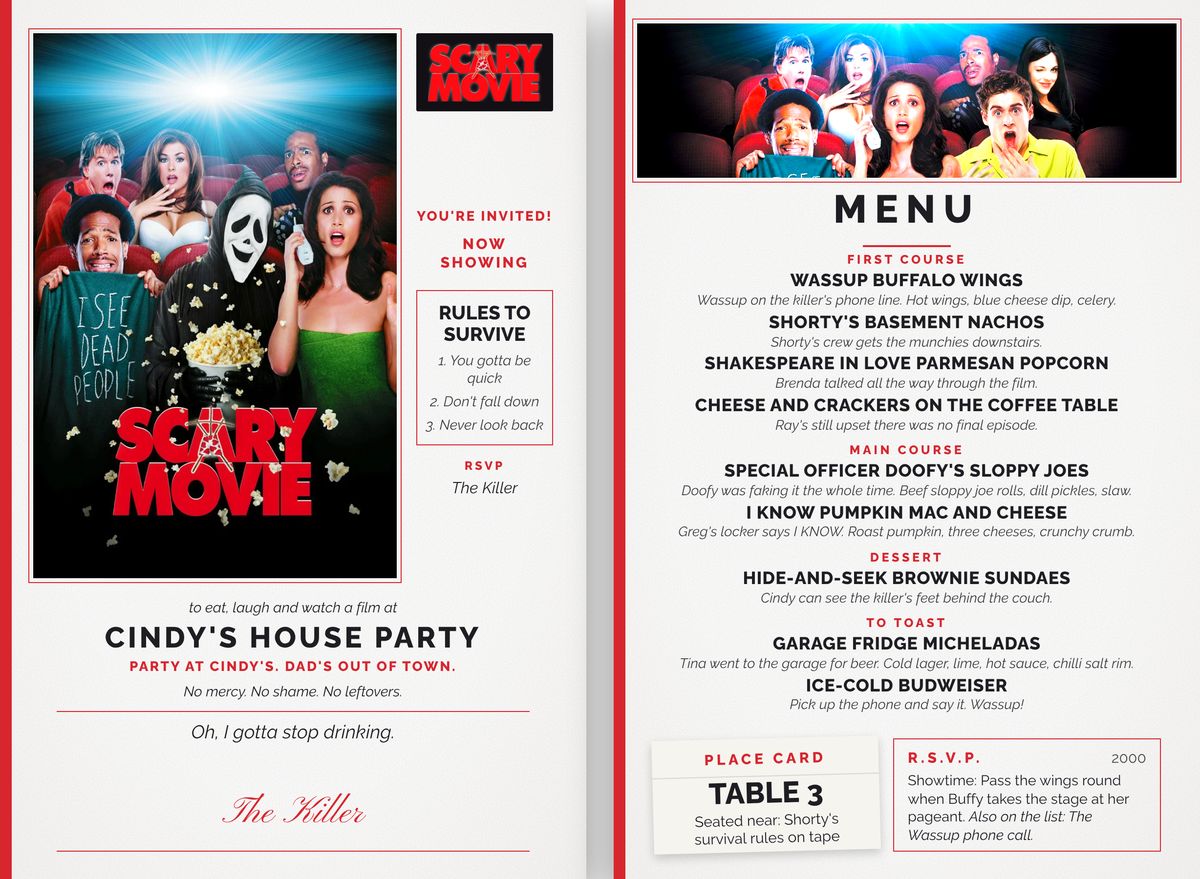 I SEE
DEAD
PEOPLE
SCARY
MOVIE
SCARY
MOVIE
YOU'RE INVITED!
NOW
SHOWING
RULES TO
SURVIVE
1. You gotta be
quick
2. Don't fall down
3. Never look back
RSVP
The Killer
to eat, laugh and watch a film at
CINDY'S HOUSE PARTY
PARTY AT CINDY'S. DAD'S OUT OF TOWN.
No mercy. No shame. No leftovers.
Oh, I gotta stop drinking.
The Killer
I SEE
MENU
FIRST COURSE
WASSUP BUFFALO WINGS
Wassup on the killer's phone line. Hot wings, blue cheese dip, celery.
SHORTY'S BASEMENT NACHOS
Shorty's crew gets the munchies downstairs.
SHAKESPEARE IN LOVE PARMESAN POPCORN
Brenda talked all the way through the film.
CHEESE AND CRACKERS ON THE COFFEE TABLE
Ray's still upset there was no final episode.
MAIN COURSE
SPECIAL OFFICER DOOFY'S SLOPPY JOES
Doofy was faking it the whole time. Beef sloppy joe rolls, dill pickles, slaw.
I KNOW PUMPKIN MAC AND CHEESE
Greg's locker says I KNOW. Roast pumpkin, three cheeses, crunchy crumb.
DESSERT
HIDE-AND-SEEK BROWNIE SUNDAES
Cindy can see the killer's feet behind the couch.
TO TOAST
GARAGE FRIDGE MICHELADAS
Tina went to the garage for beer. Cold lager, lime, hot sauce, chilli salt rim.
ICE-COLD BUDWEISER
Pick up the phone and say it. Wassup!
PLACE CARD
TABLE 3
Seated near: Shorty's
survival rules on tape
R.S.V.P. 2000
Showtime: Pass the wings round
when Buffy takes the stage at her
pageant. Also on the list: The
Wassup phone call.